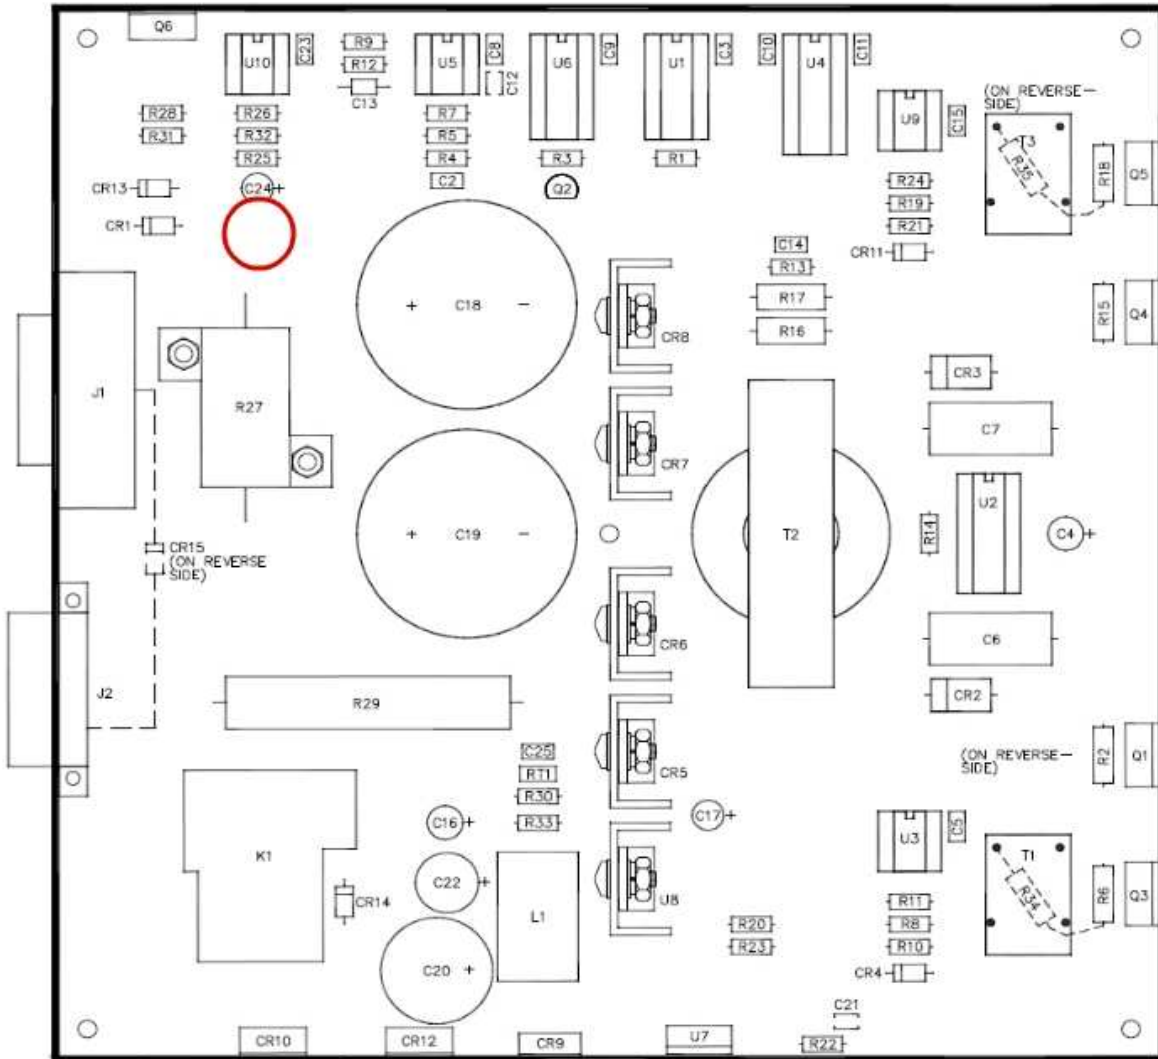 Q6
U10
C23
R9
R12
C13
U5
C8
C12
U6
C9
U1
C3
C10
U4
C11
(ON REVERSE—
SIDE)
U9
C15
T3
R35
R18
Q5
R28
R31
R26
R32
R25
R7
R5
R4
C2
R3
Q2
R1
R24
R19
R21
CR11
CR13
C24+
CR1
C14
R13
R17
R16
R15
Q4
+ C18 −
CR8
J1
R27
CR3
C7
CR7
CR15
(ON REVERSE
SIDE)
+ C19 −
T2
R14
U2
C4 +
CR6
C6
J2
R29
CR2
C25
RT1
R30
R33
CR5
(ON REVERSE—
SIDE)
R2
Q1
C16 +
C17 +
U3
C5
K1
CR14
C22 +
L1
U8
T1
R34
R6
Q3
R11
R8
R10
CR4
R20
R23
C20 +
C21
R22
CR10
CR12
CR9
U7